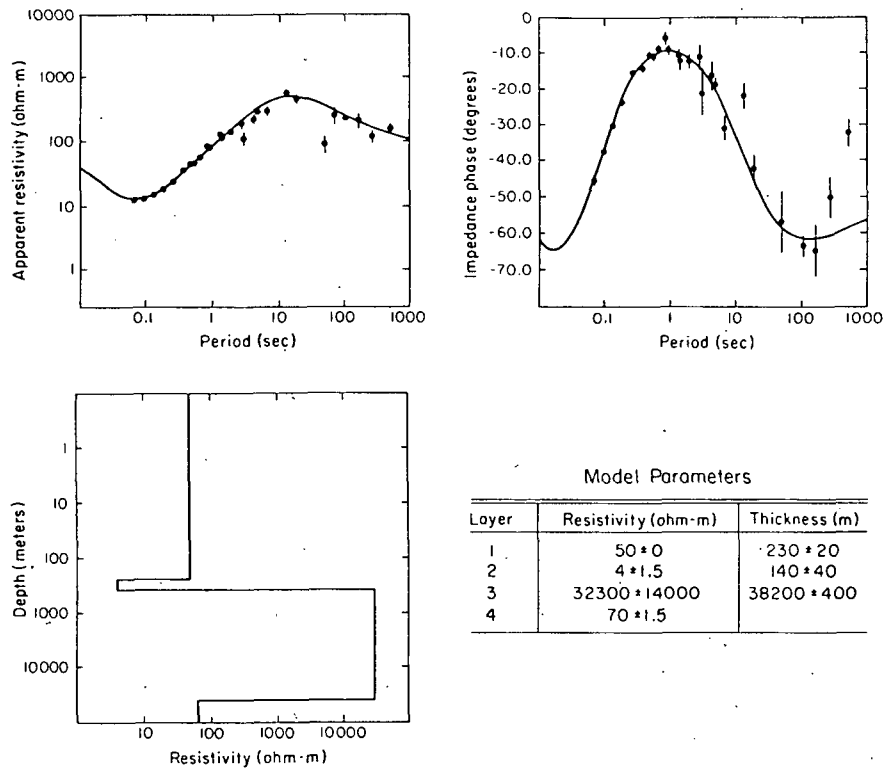 10000
1000
100
10
1
Apparent resistivity (ohm-m)
0.1 1 10 100 1000
Period (sec)
0
-10.0
-20.0
-30.0
-40.0
-50.0
-60.0
-70.0
Impedance phase (degrees)
0.1 1 10 100 1000
Period (sec)
1
10
100
1000
10000
Depth (meters)
10 100 1000 10000
Resistivity (ohm-m)
Model Parameters
Layer Resistivity (ohm-m) Thickness (m)
1 50 ± 0 230 ± 20
2 4 ± 1.5 140 ± 40
3 32300 ± 14000 38200 ± 400
4 70 ± 1.5